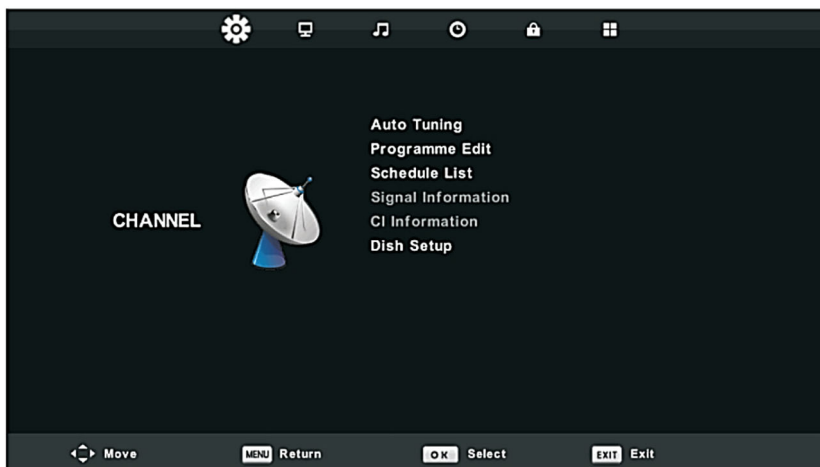 CHANNEL
Auto Tuning
Programme Edit
Schedule List
Signal Information
CI Information
Dish Setup
Move MENU Return OK Select EXIT Exit